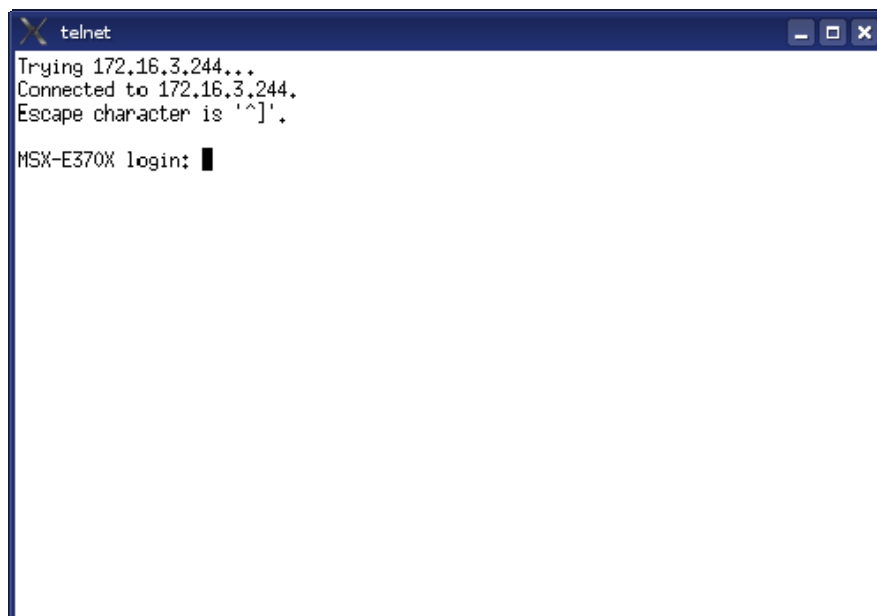 telnet
Trying 172.16.3.244...
Connected to 172.16.3.244.
Escape character is '^]'.
MSX-E370X login: